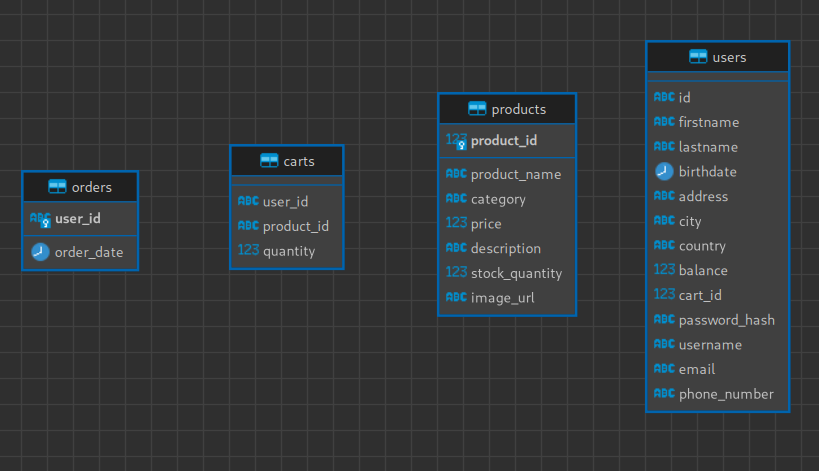 orders
ABC user_id
order_date
carts
ABC user_id
ABC product_id
123 quantity
products
123 product_id
ABC product_name
ABC category
123 price
ABC description
123 stock_quantity
ABC image_url
users
ABC id
ABC firstname
ABC lastname
birthdate
ABC address
ABC city
ABC country
123 balance
123 cart_id
ABC password_hash
ABC username
ABC email
ABC phone_number